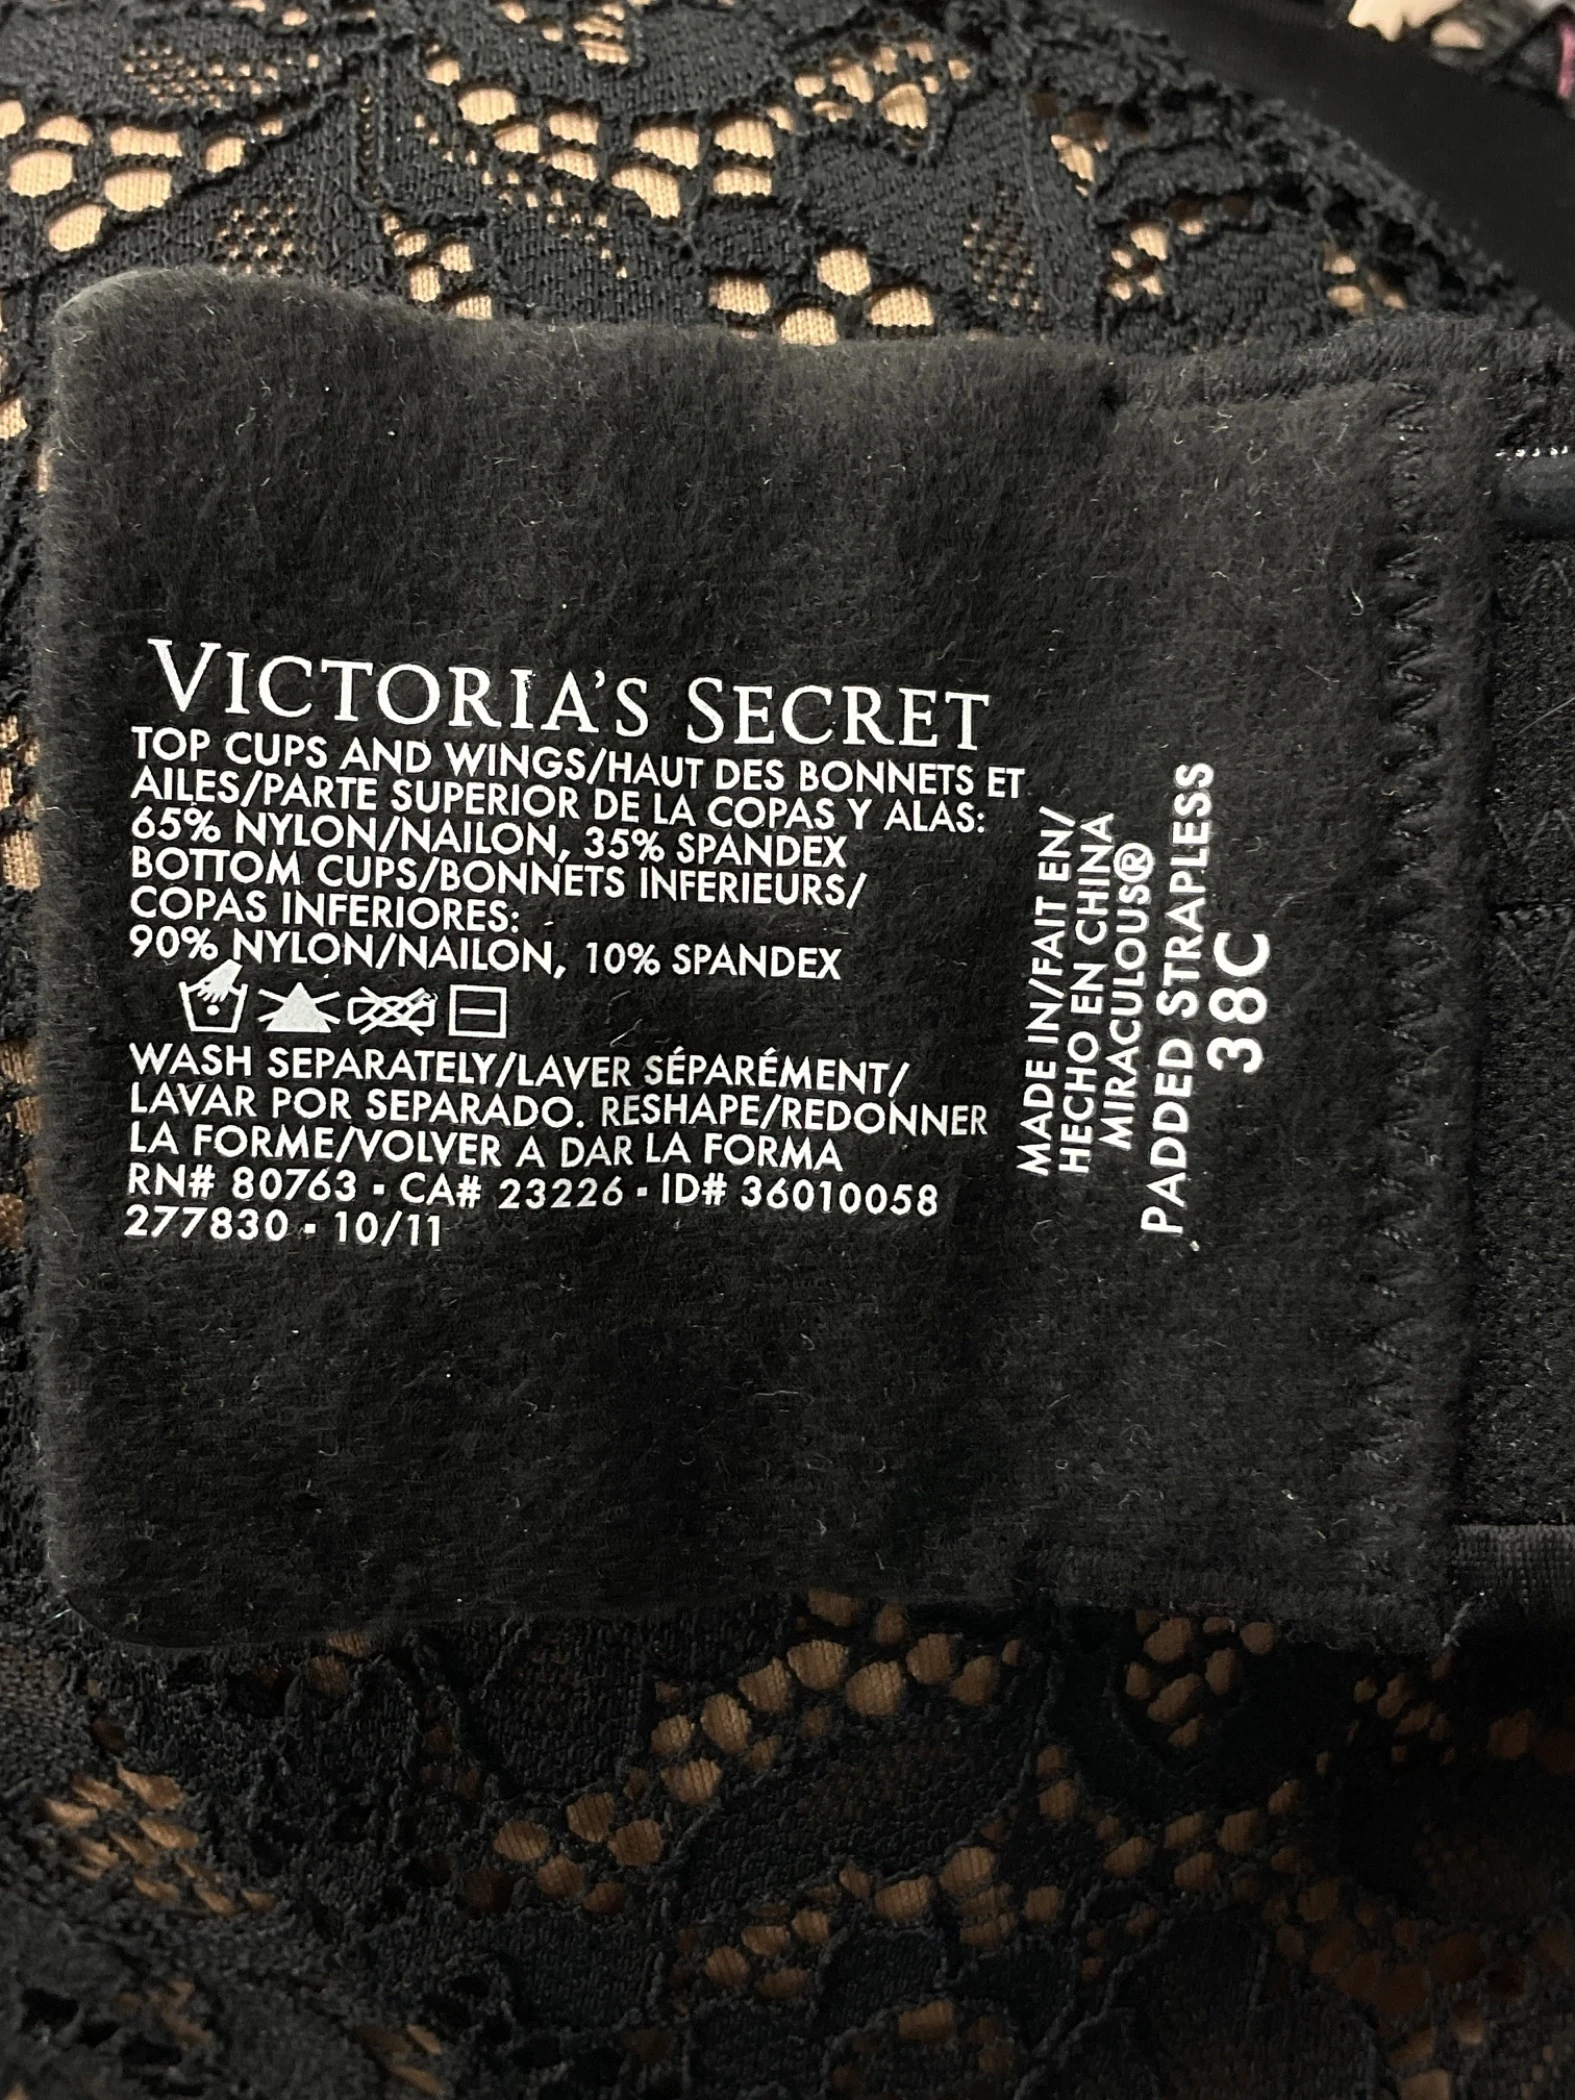 VICTORIA'S SECRET
TOP CUPS AND WINGS/HAUT DES BONNETS ET
AILES/PARTE SUPERIOR DE LA COPAS Y ALAS:
65% NYLON/NAILON, 35% SPANDEX
BOTTOM CUPS/BONNETS INFERIEURS/
COPAS INFERIORES:
90% NYLON/NAILON, 10% SPANDEX
WASH SEPARATELY/LAVER SÉPARÉMENT/
LAVAR POR SEPARADO. RESHAPE/REDONNER
LA FORME/VOLVER A DAR LA FORMA
RN# 80763 ▪ CA# 23226 ▪ ID# 36010058
277830 ▪ 10/11
MADE IN/FAIT EN/
HECHO EN CHINA
MIRACULOUS®
PADDED STRAPLESS
38C